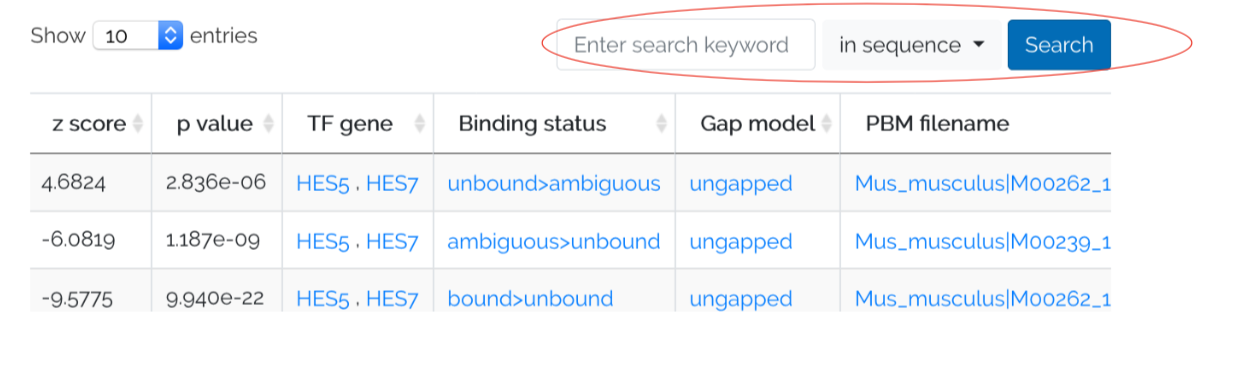 Show 10 entries Enter search keyword in sequence Search
z score p value TF gene Binding status Gap model PBM filename
4.6824 2.836e-06 HES5 , HES7 unbound>ambiguous ungapped Mus_musculus|M00262_1
-6.0819 1.187e-09 HES5 , HES7 ambiguous>unbound ungapped Mus_musculus|M00239_1
-9.5775 9.940e-22 HES5 , HES7 bound>unbound ungapped Mus_musculus|M00262_1